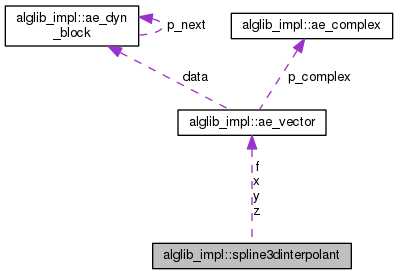 alglib_impl::ae_dyn
_block
p_next
alglib_impl::ae_complex
data
p_complex
alglib_impl::ae_vector
f
x
y
z
alglib_impl::spline3dinterpolant